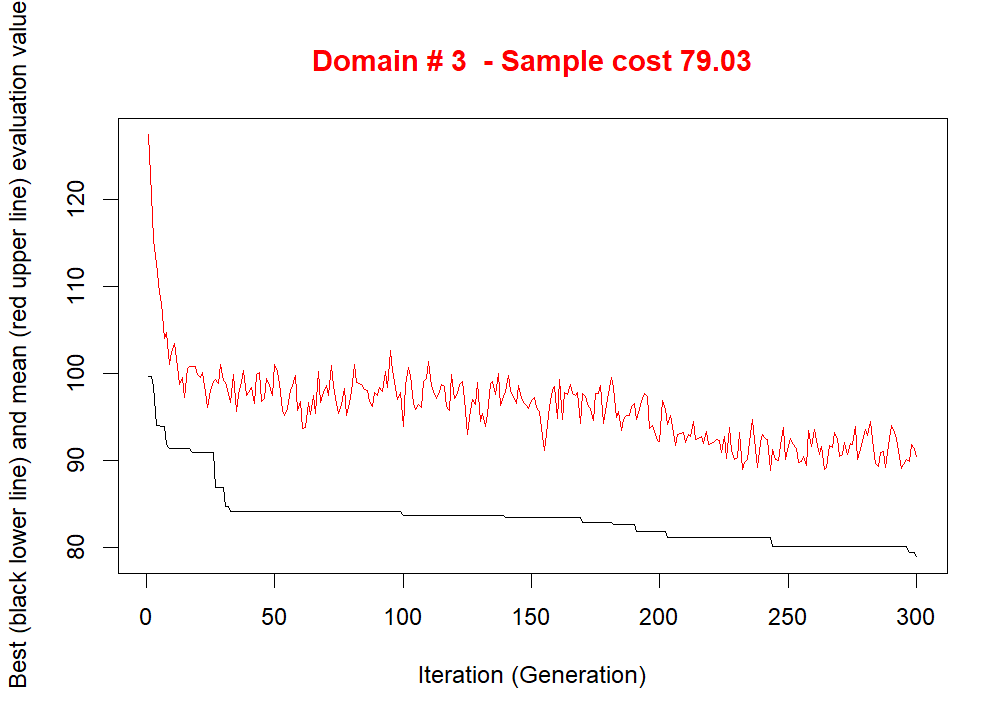 Domain # 3  - Sample cost 79.03
Best (black lower line) and mean (red upper line) evaluation value
120
110
100
90
80
0 50 100 150 200 250 300
Iteration (Generation)